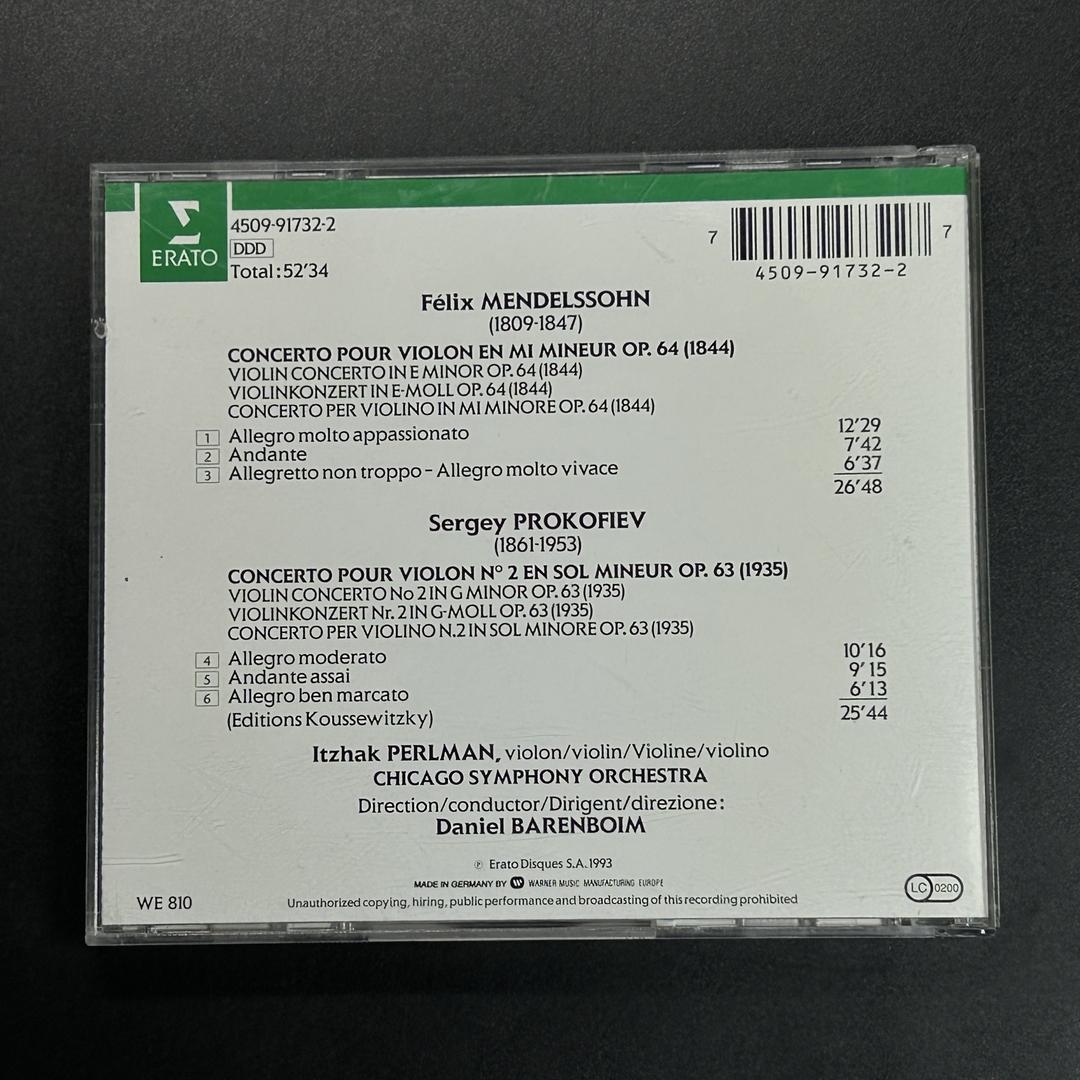 ERATO
4509-91732-2
DDD
Total:52'34
7 4509-91732-2 7
Félix MENDELSSOHN
(1809-1847)
CONCERTO POUR VIOLON EN MI MINEUR OP. 64 (1844)
VIOLIN CONCERTO IN E MINOR OP. 64 (1844)
VIOLINKONZERT IN E-MOLL OP. 64 (1844)
CONCERTO PER VIOLINO IN MI MINORE OP. 64 (1844)
1 Allegro molto appassionato 12'29
2 Andante 7'42
3 Allegretto non troppo - Allegro molto vivace 6'37
26'48
Sergey PROKOFIEV
(1861-1953)
CONCERTO POUR VIOLON N° 2 EN SOL MINEUR OP. 63 (1935)
VIOLIN CONCERTO No 2 IN G MINOR OP. 63 (1935)
VIOLINKONZERT Nr. 2 IN G-MOLL OP. 63 (1935)
CONCERTO PER VIOLINO N.2 IN SOL MINORE OP. 63 (1935)
4 Allegro moderato 10'16
5 Andante assai 9'15
6 Allegro ben marcato 6'13
(Editions Koussewitzky) 25'44
Itzhak PERLMAN, violon/violin/Violine/violino
CHICAGO SYMPHONY ORCHESTRA
Direction/conductor/Dirigent/direzione:
Daniel BARENBOIM
℗ Erato Disques S.A. 1993
MADE IN GERMANY BY WARNER MUSIC MANUFACTURING EUROPE
WE 810
Unauthorized copying, hiring, public performance and broadcasting of this recording prohibited
LC 0200